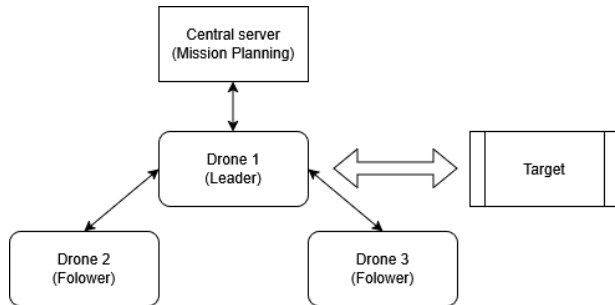 Central server
(Mission Planning)
Drone 1
(Leader)
Target
Drone 2
(Folower)
Drone 3
(Folower)